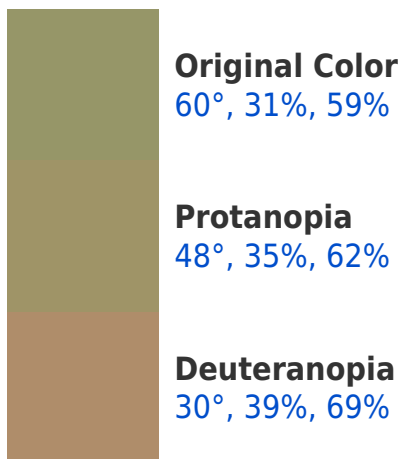 Original Color
60°, 31%, 59%
Protanopia
48°, 35%, 62%
Deuteranopia
30°, 39%, 69%